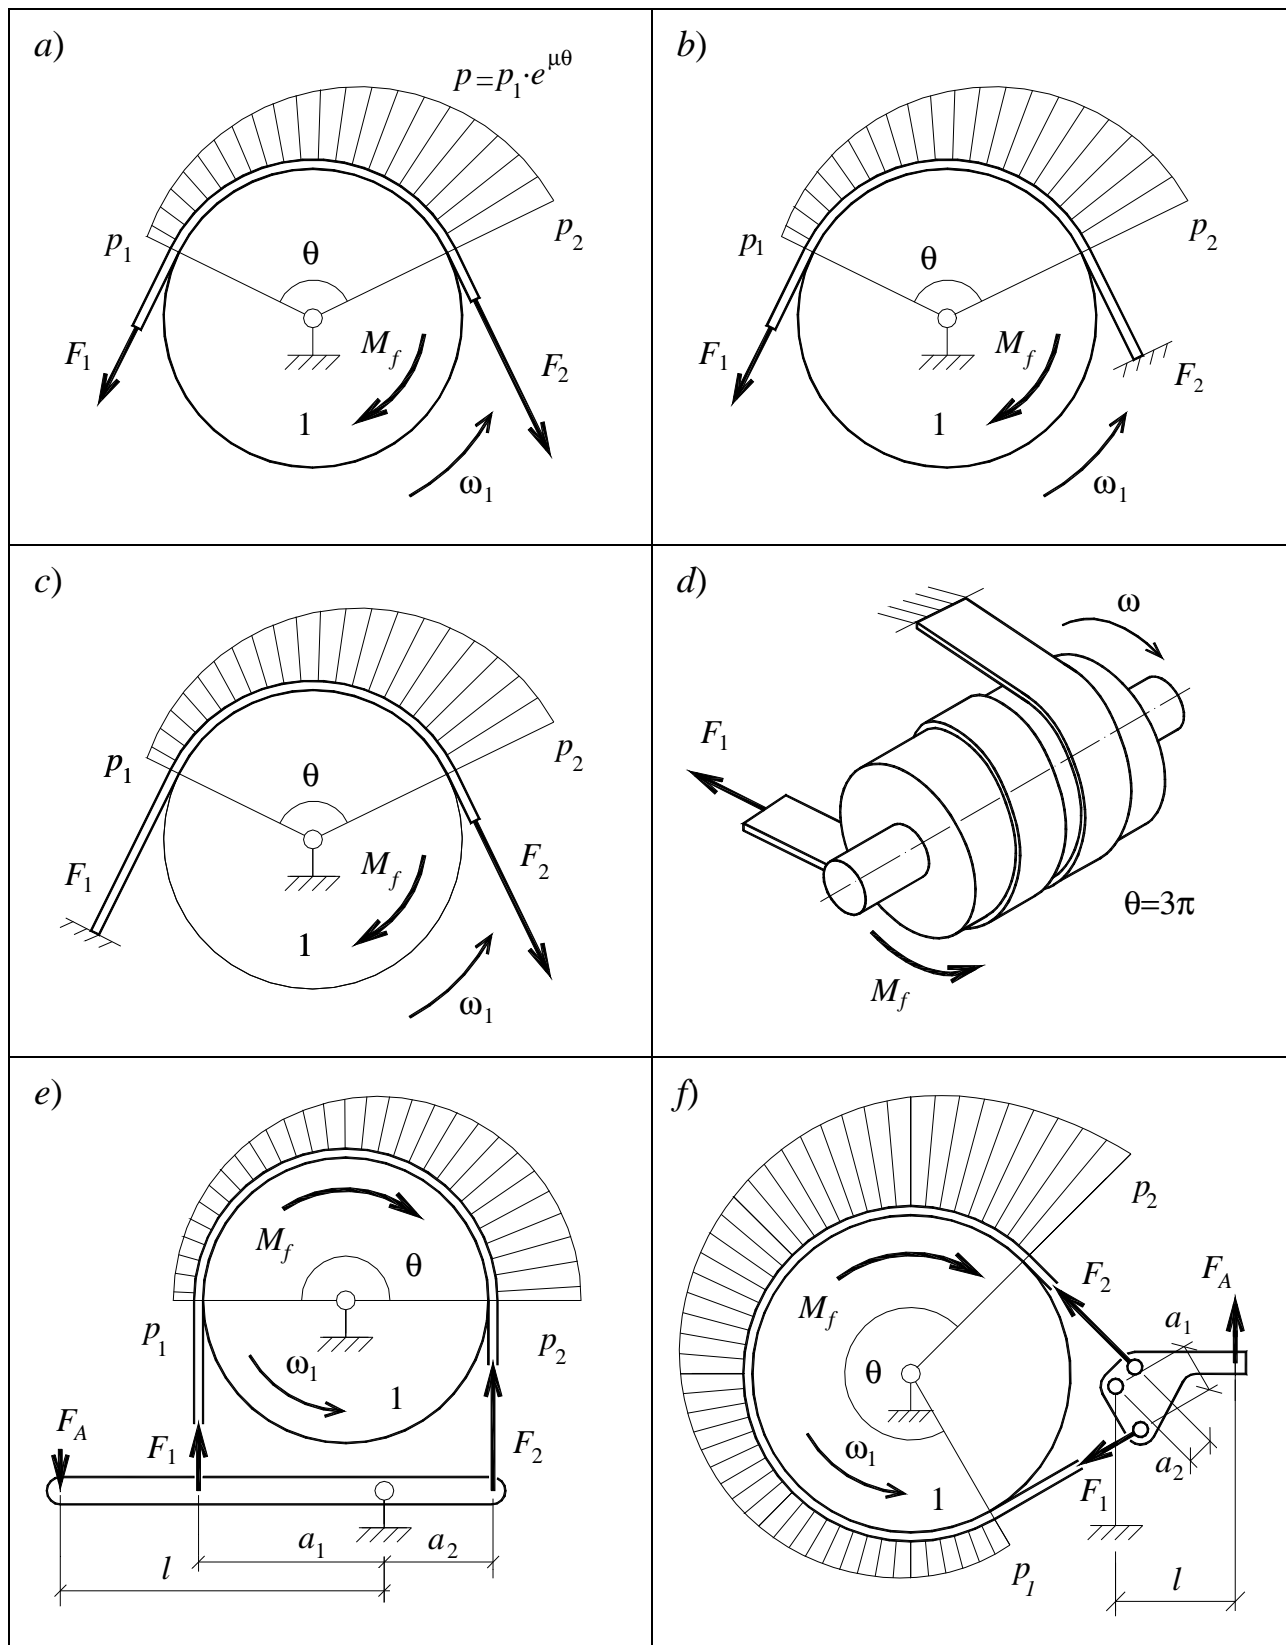 a)
p=p₁·e^μθ
p₁
p₂
θ
M_f
F₁
F₂
1
ω₁
b)
p₁
p₂
θ
M_f
F₁
F₂
1
ω₁
c)
p₁
p₂
θ
M_f
F₁
F₂
1
ω₁
d)
ω
F₁
θ=3π
M_f
e)
M_f
θ
p₁
p₂
ω₁
1
F_A
F₁
F₂
a₁
a₂
l
f)
p₂
M_f
F₂
F_A
a₁
θ
ω₁
1
a₂
F₁
p₁
l